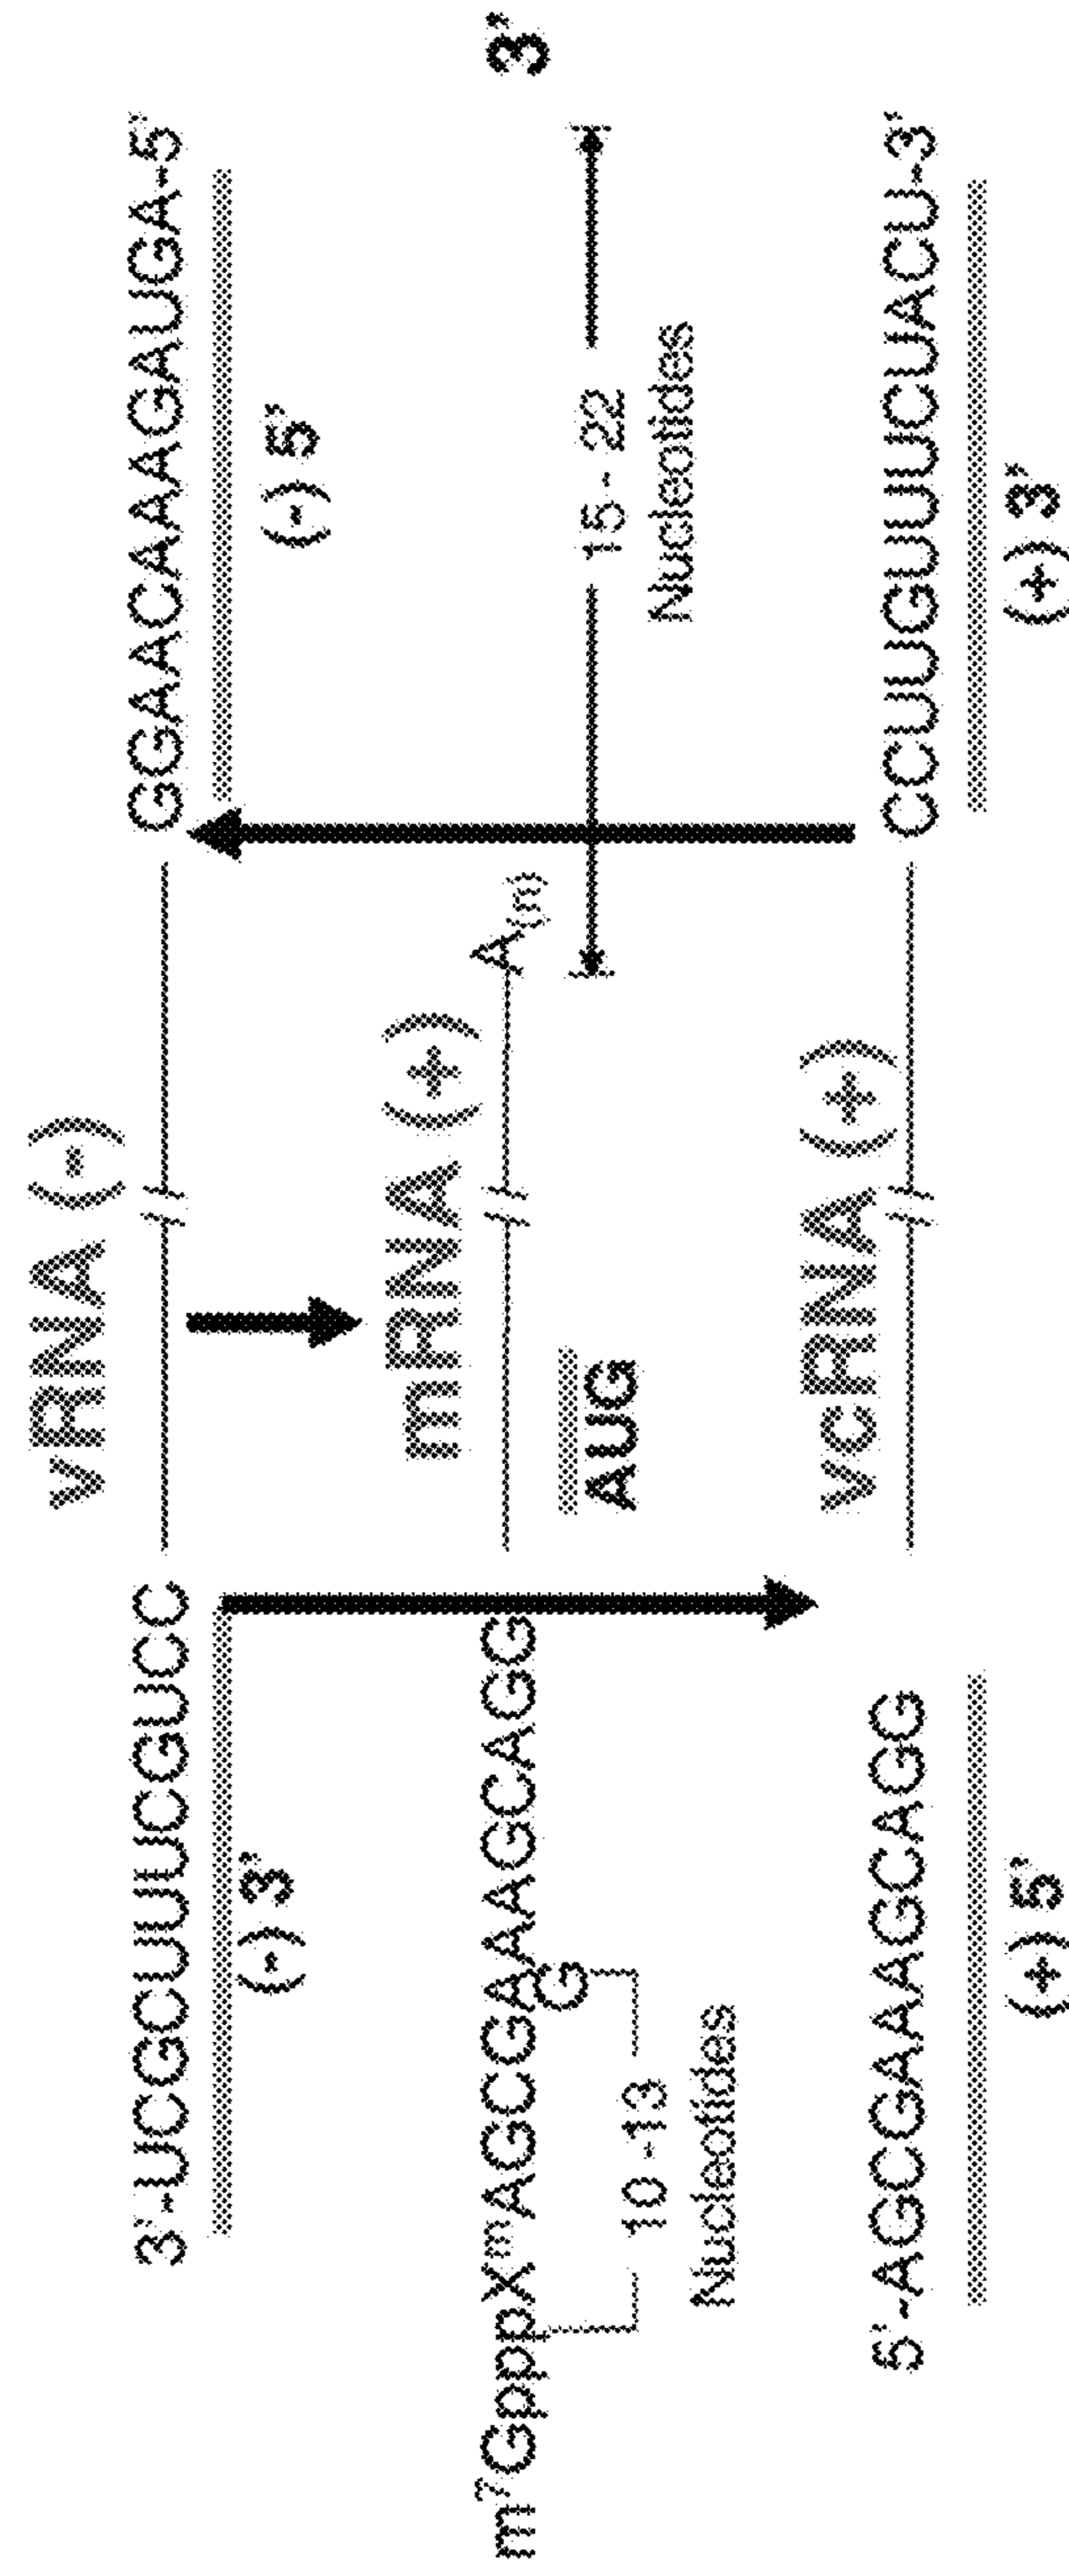 vRNA (-)
3'-UCGCUUUCGUCC GGAACAAAGAUGA-5'
(-) 3' (-) 5'
mRNA (+)
m⁷GpppXᵐAGCGAAAGCAGG A(n) 3'
G
AUG
10 -13
Nucleotides
15 - 22
Nucleotides
vcRNA (+)
5'-AGCGAAAGCAGG CCUUGUUUCUACU-3'
(+) 5' (+) 3'